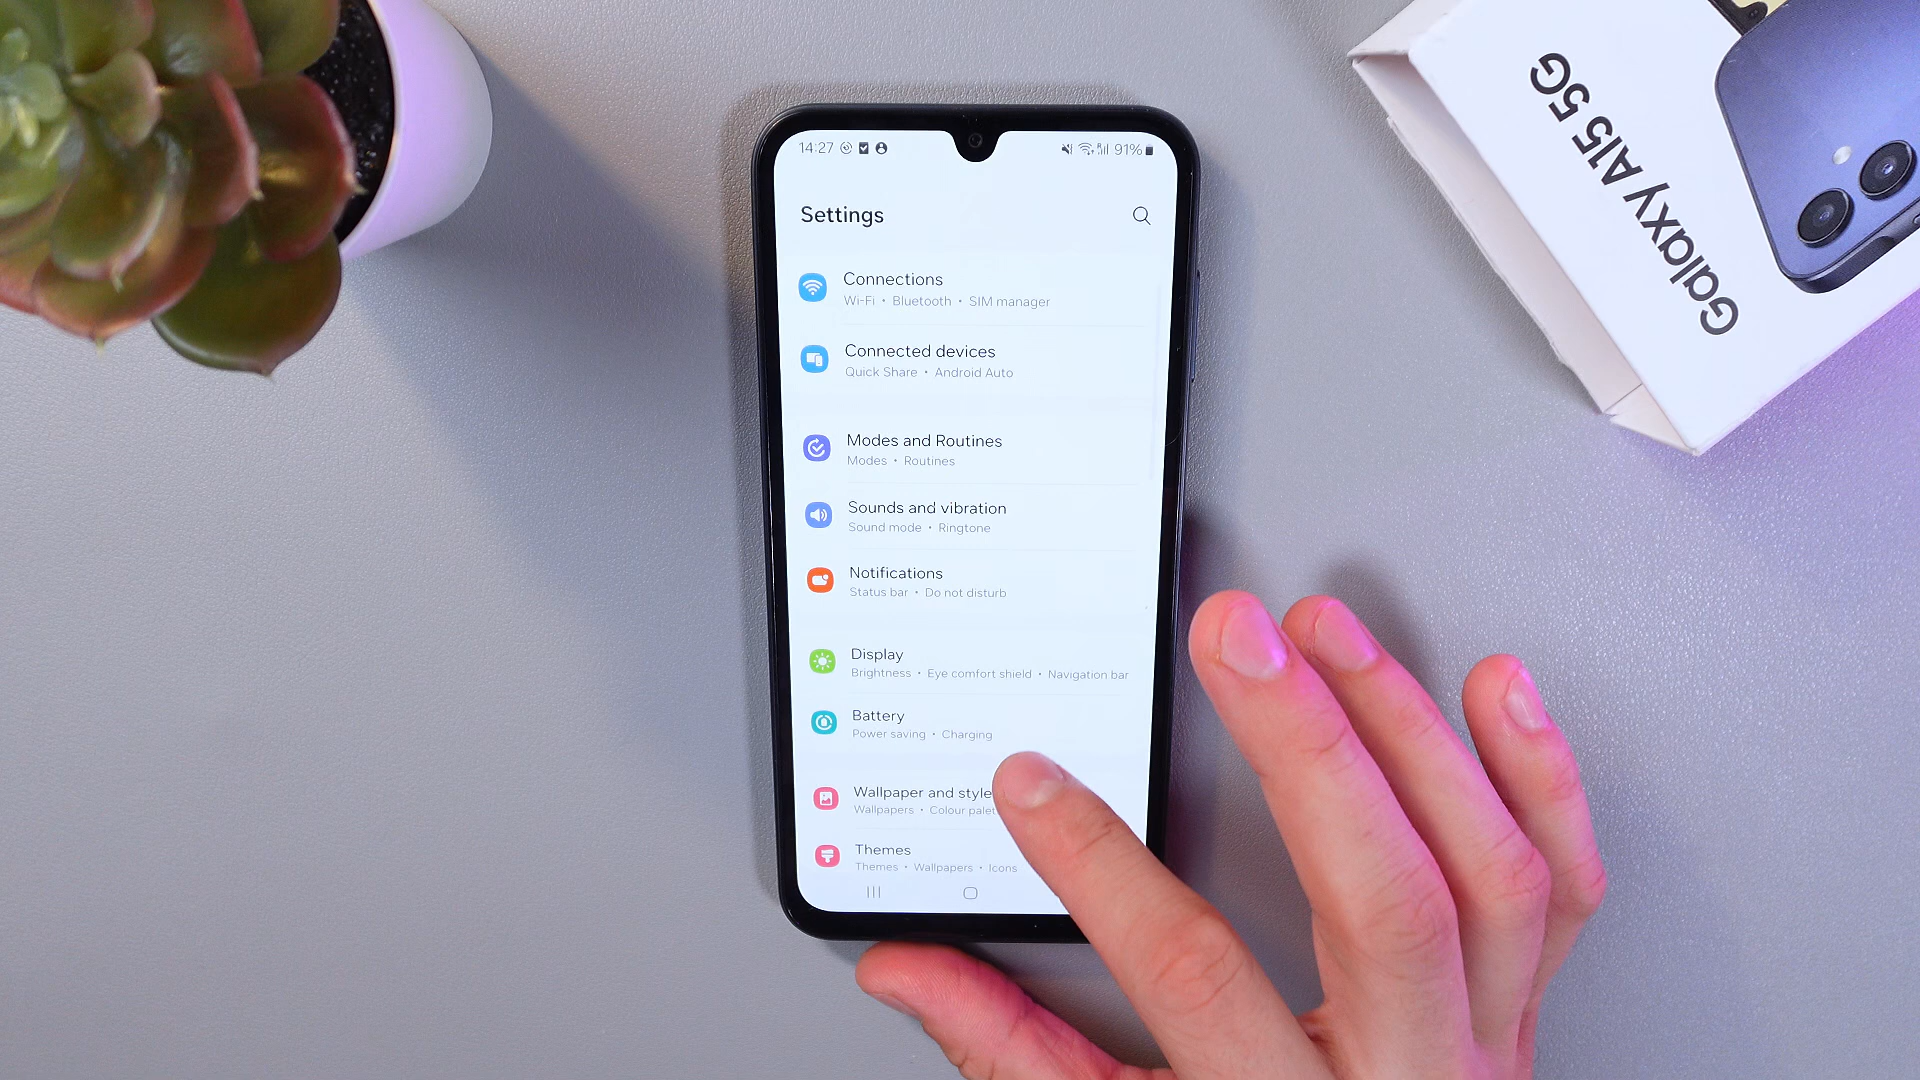 14:27
91%
Settings
Connections
Wi-Fi • Bluetooth • SIM manager
Connected devices
Quick Share • Android Auto
Modes and Routines
Modes • Routines
Sounds and vibration
Sound mode • Ringtone
Notifications
Status bar • Do not disturb
Display
Brightness • Eye comfort shield • Navigation bar
Battery
Power saving • Charging
Wallpaper and style
Wallpapers • Colour
Themes
Themes • Wallpapers • Icons
Galaxy A15 5G